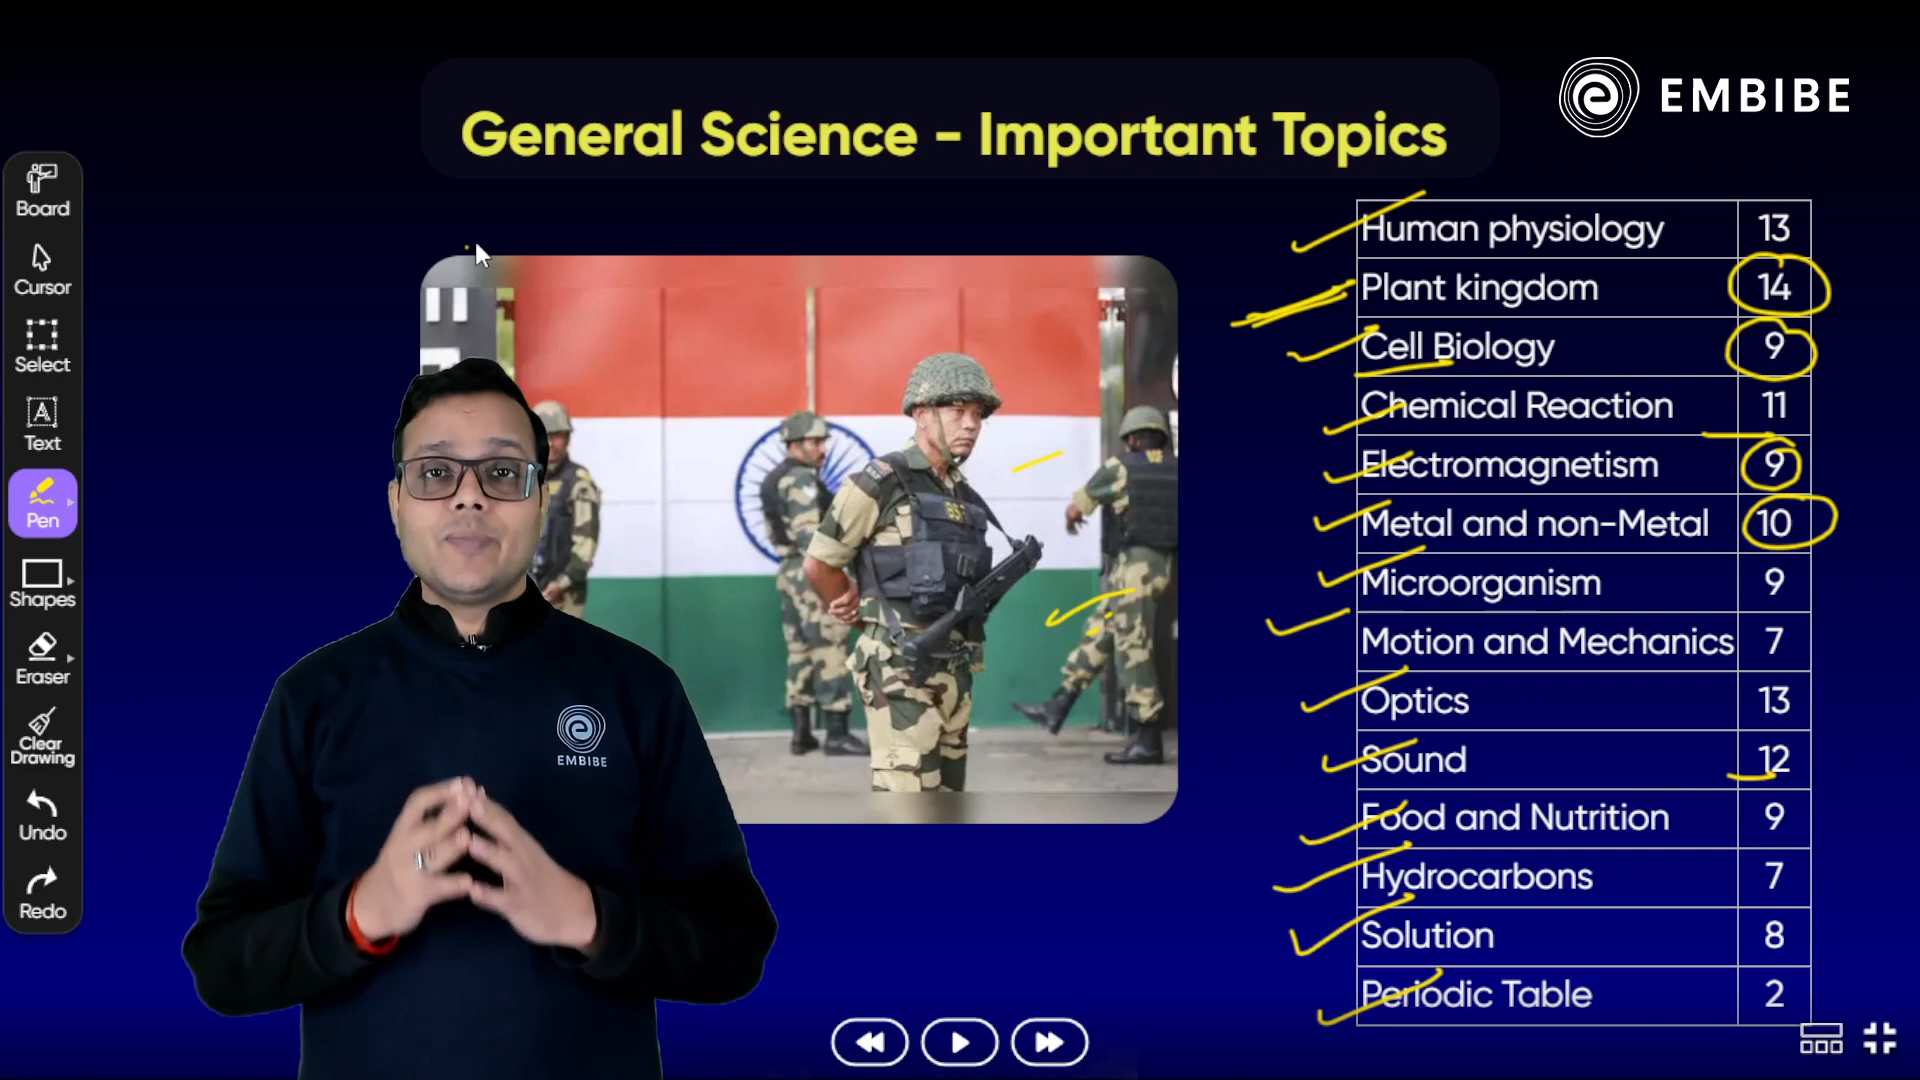 General Science - Important Topics
EMBIBE
Board
Cursor
Select
Text
Pen
Shapes
Eraser
Clear
Drawing
Undo
Redo
BSF
EMBIBE
Human physiology 13
Plant kingdom 14
Cell Biology 9
Chemical Reaction 11
Electromagnetism 9
Metal and non-Metal 10
Microorganism 9
Motion and Mechanics 7
Optics 13
Sound 12
Food and Nutrition 9
Hydrocarbons 7
Solution 8
Periodic Table 2